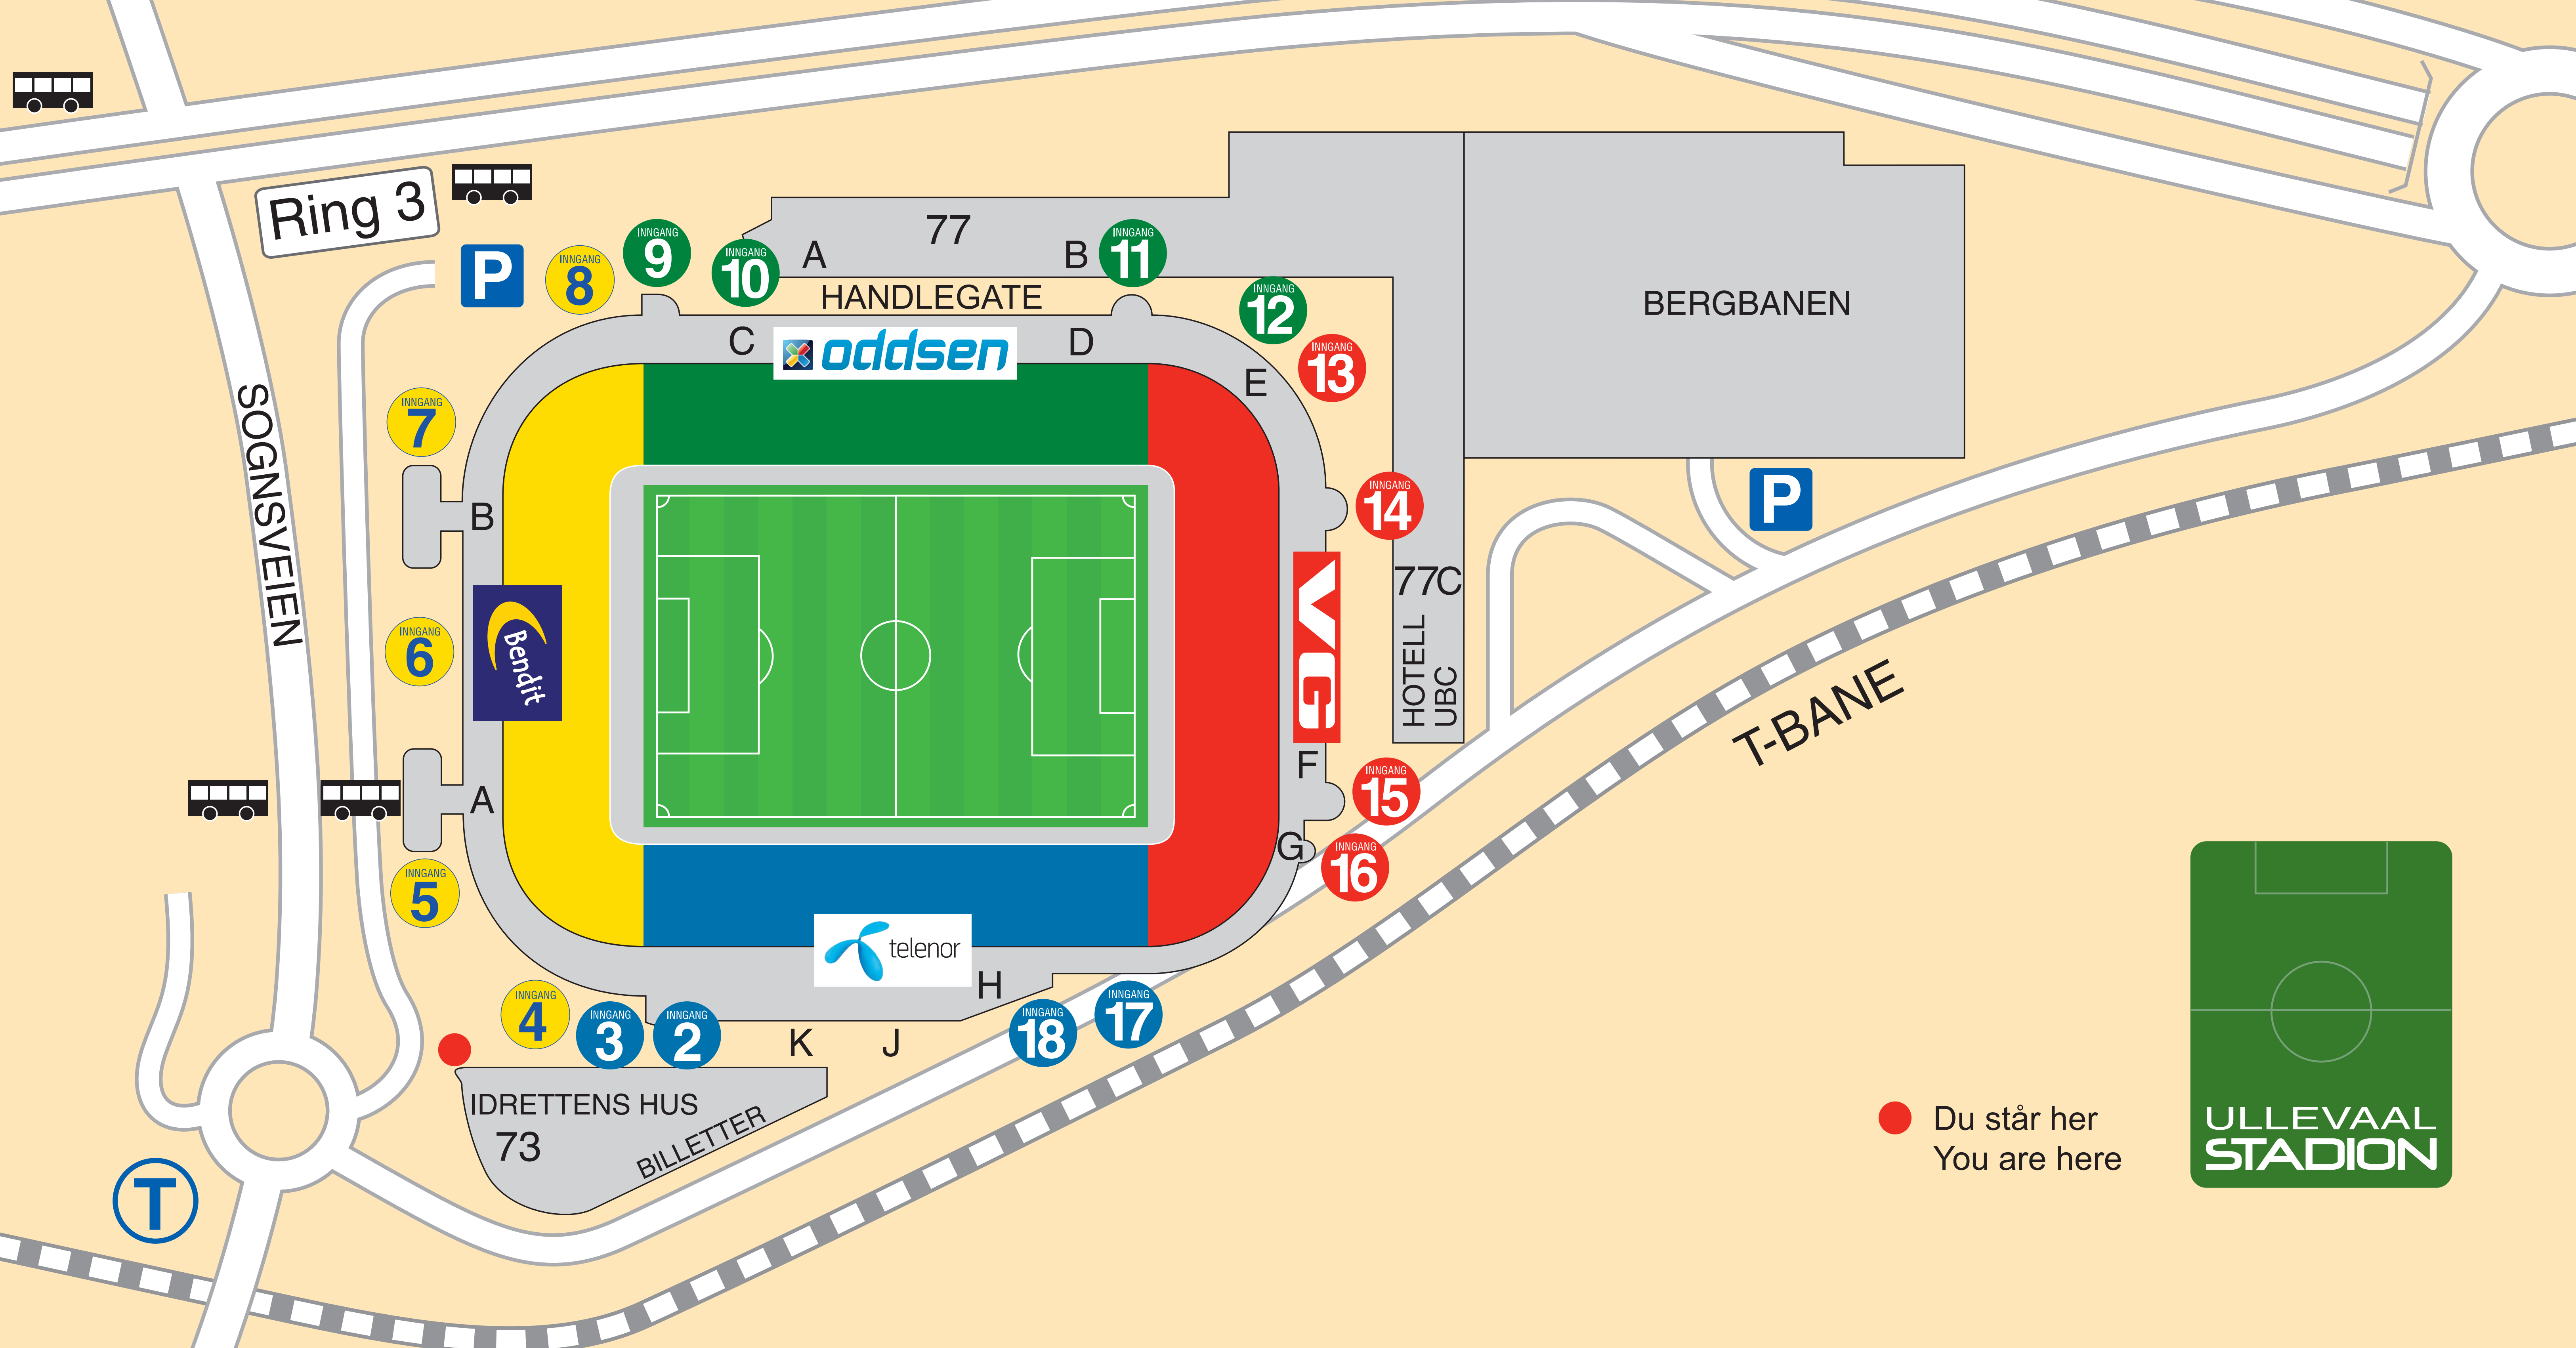 Ring 3
P
INNGANG
8
INNGANG
9
INNGANG
10
A
77
B
INNGANG
11
HANDLEGATE
INNGANG
12
INNGANG
13
C
oddsen
D
E
BERGBANEN
SOGNSVEIEN
INNGANG
7
B
INNGANG
14
P
77C
HOTELL
UBC
INNGANG
6
Bendit
VG
T-BANE
A
F
INNGANG
15
G
INNGANG
16
INNGANG
5
telenor
H
INNGANG
4
INNGANG
3
INNGANG
2
K
J
INNGANG
18
INNGANG
17
IDRETTENS HUS
73
BILLETTER
T
Du står her
You are here
ULLEVAAL
STADION